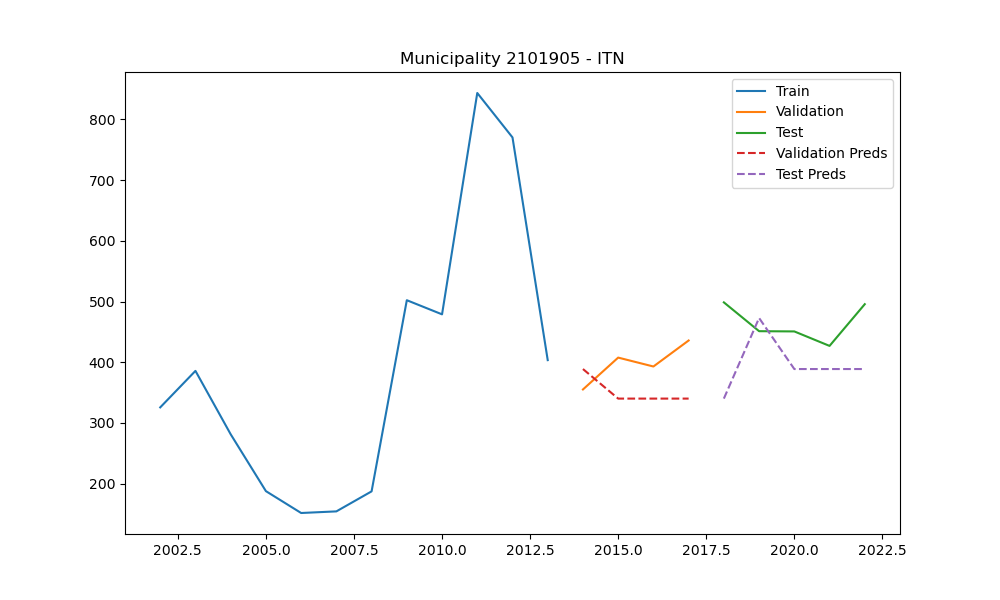 Municipality 2101905 - ITN
Train
Validation
Test
Validation Preds
Test Preds
800
700
600
500
400
300
200
2002.5 2005.0 2007.5 2010.0 2012.5 2015.0 2017.5 2020.0 2022.5